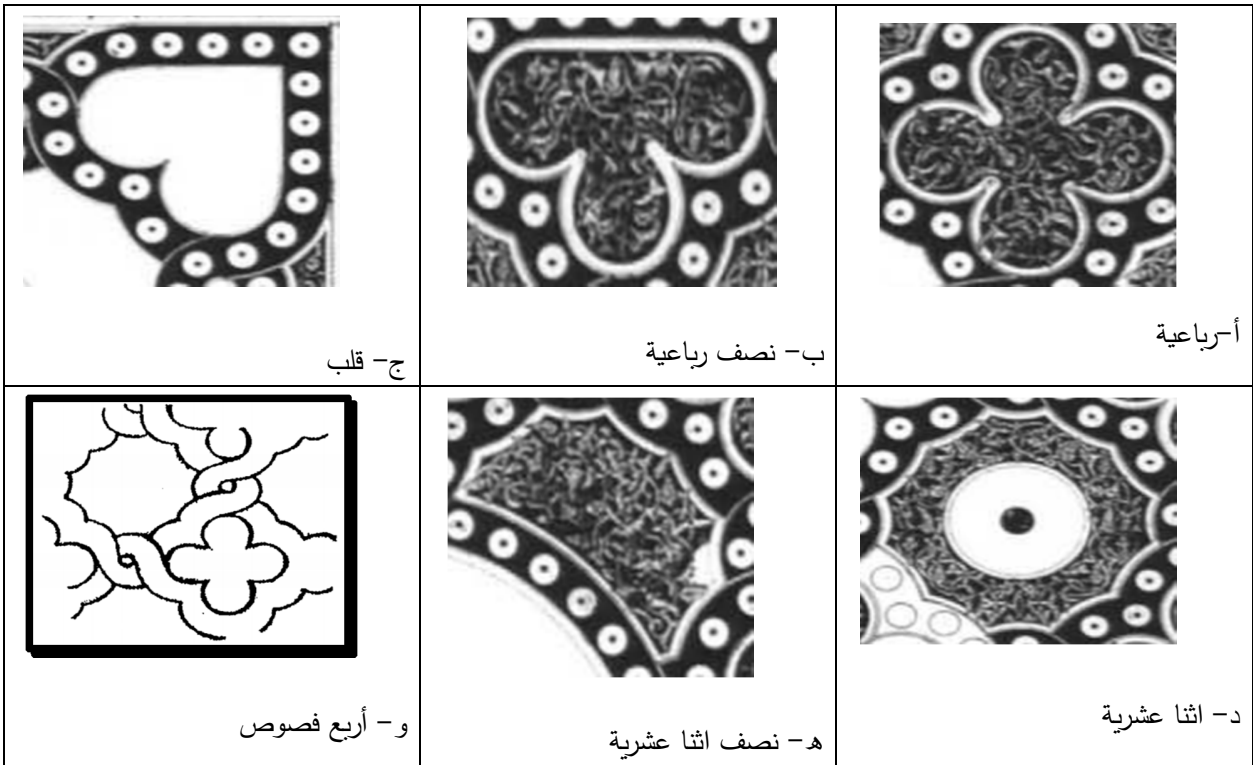 أ–رباعية
ب– نصف رباعية
ج– قلب
د– اثنا عشرية
هـ– نصف اثنا عشرية
و– أربع فصوص